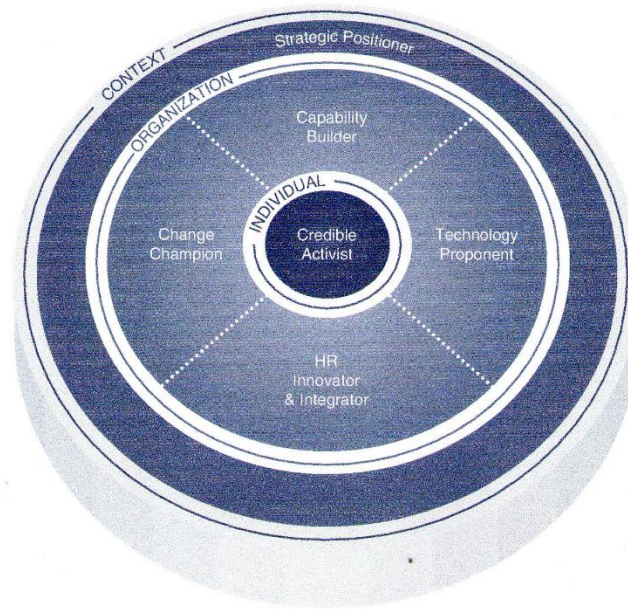 CONTEXT
Strategic Positioner
ORGANIZATION
Capability
Builder
INDIVIDUAL
Change
Champion
Credible
Activist
Technology
Proponent
HR
Innovator
& Integrator